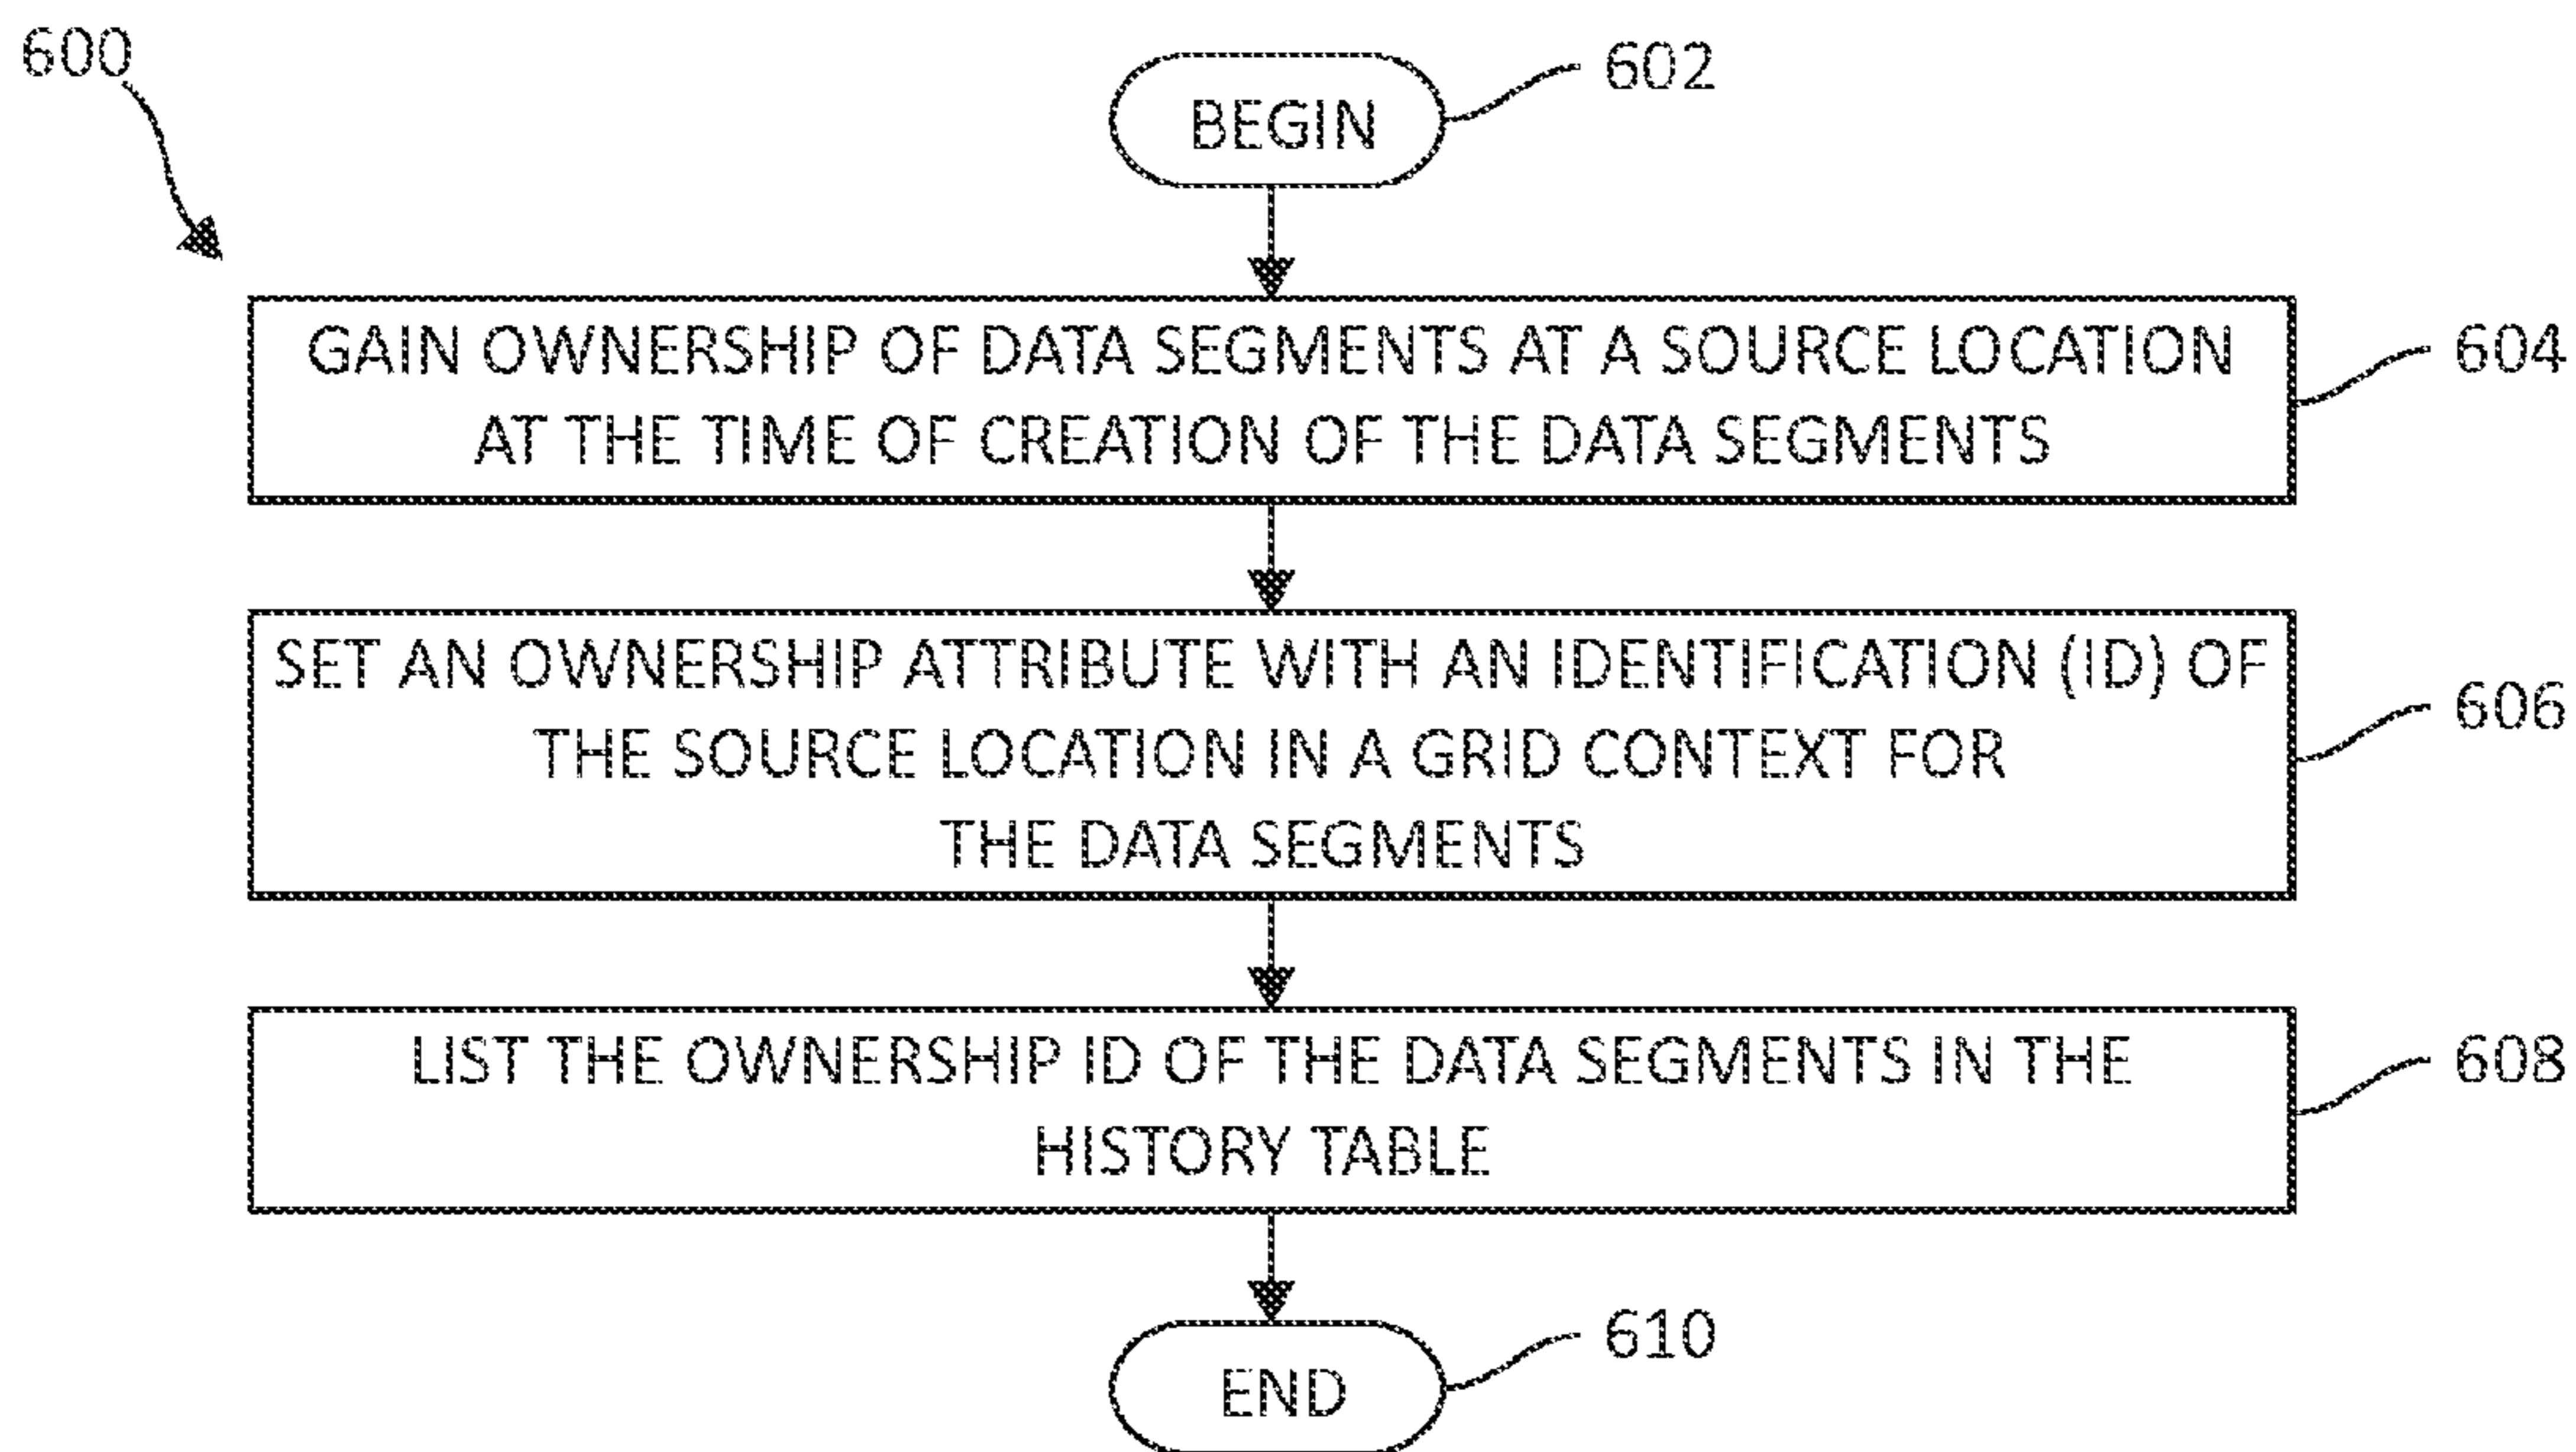 600
BEGIN
602
GAIN OWNERSHIP OF DATA SEGMENTS AT A SOURCE LOCATION
AT THE TIME OF CREATION OF THE DATA SEGMENTS
604
SET AN OWNERSHIP ATTRIBUTE WITH AN IDENTIFICATION (ID) OF
THE SOURCE LOCATION IN A GRID CONTEXT FOR
THE DATA SEGMENTS
606
LIST THE OWNERSHIP ID OF THE DATA SEGMENTS IN THE
HISTORY TABLE
608
END
610